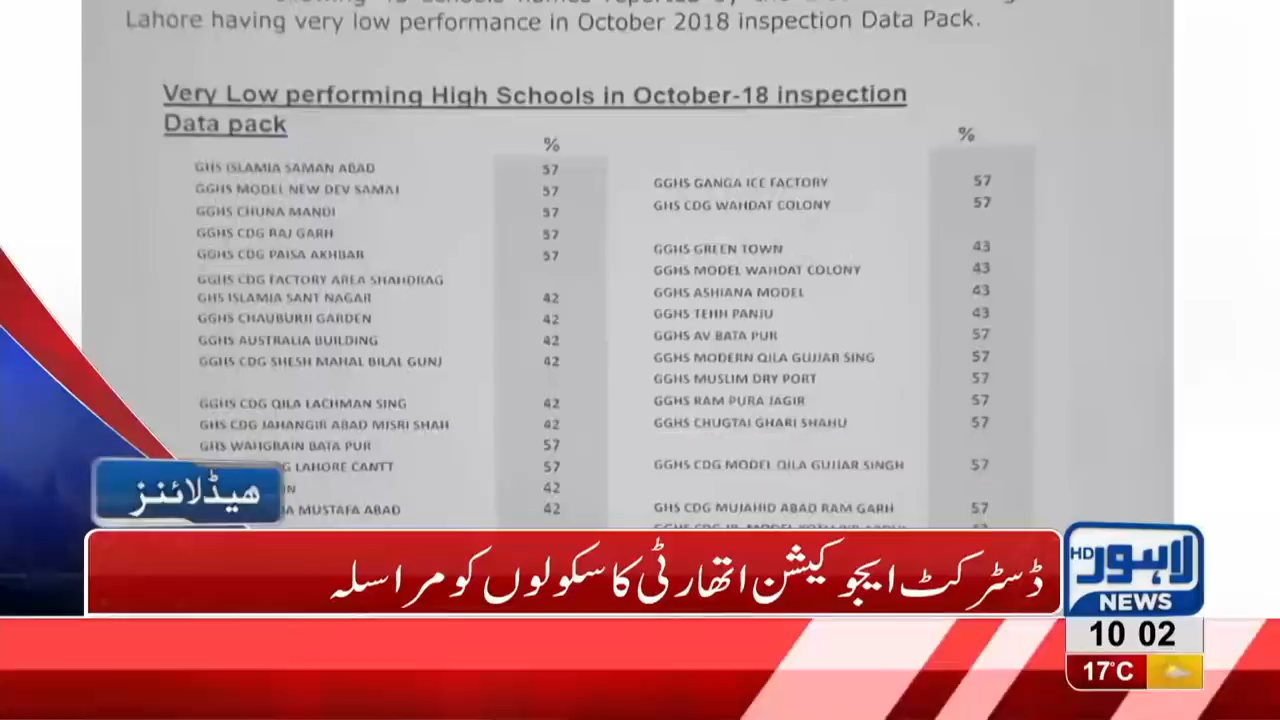 Lahore having very low performance in October 2018 inspection Data Pack.
Very Low performing High Schools in October-18 inspection
Data pack
%
GHS ISLAMIA SAMAN ABAD 57
GGHS MODEL NEW DEV SAMAJ 57
GGHS CHUNA MANDI 57
GGHS CDG RAJ GARH 57
GGHS CDG PAISA AKHBAR 57
GGHS CDG FACTORY AREA SHAHDRAG
GHS ISLAMIA SANT NAGAR 42
GGHS CHAUBURJI GARDEN 42
GGHS AUSTRALIA BUILDING 42
GGHS CDG SHESH MAHAL BILAL GUNJ 42
GGHS CDG QILA LACHMAN SING 42
GHS CDG JAHANGIR ABAD MISRI SHAH 42
GHS WAHGRAIN BATA PUR 57
LAHORE CANTT 57
42
MUSTAFA ABAD 42
%
GGHS GANGA ICE FACTORY 57
GHS CDG WAHDAT COLONY 57
GGHS GREEN TOWN 43
GGHS MODEL WAHDAT COLONY 43
GGHS ASHIANA MODEL 43
GGHS TEHH PANJU 43
GGHS AV BATA PUR 57
GGHS MODERN QILA GUJJAR SING 57
GGHS MUSLIM DRY PORT 57
GGHS RAM PURA JAGIR 57
GGHS CHUGTAI GHARI SHAHU 57
GGHS CDG MODEL QILA GUJJAR SINGH 57
GHS CDG MUJAHID ABAD RAM GARH 57
ھیڈلائنز
ڈسٹرکٹ ایجوکیشن اتھارٹی کا سکولوں کو مراسلہ
لاہور HD
NEWS
10 02
17°C